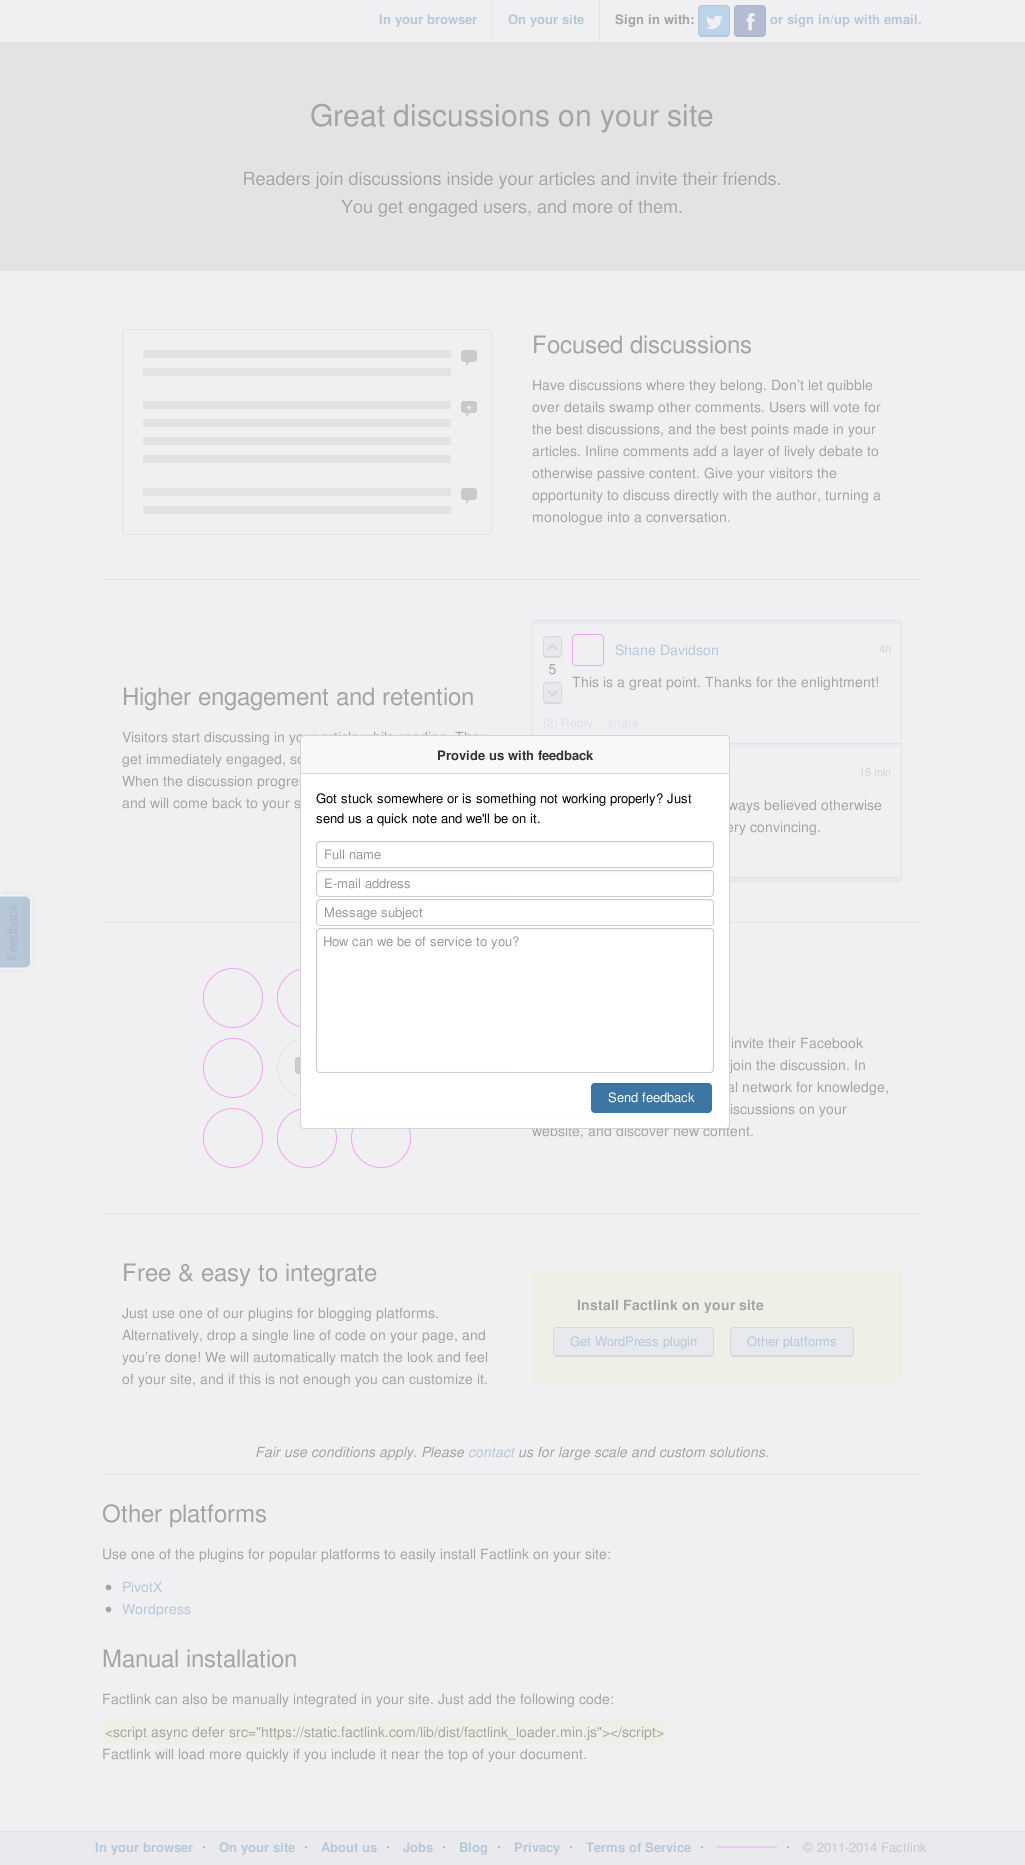 In your browser
On your site
Sign in with:
or sign in/up with email.
Great discussions on your site
Readers join discussions inside your articles and invite their friends.
You get engaged users, and more of them.
Focused discussions
Have discussions where they belong. Don't let quibble
over details swamp other comments. Users will vote for
the best discussions, and the best points made in your
articles. Inline comments add a layer of lively debate to
otherwise passive content. Give your visitors the
opportunity to discuss directly with the author, turning a
monologue into a conversation.
Higher engagement and retention
Visitors start discussing in your article while reading. They
get immediately engaged,
When the discussion
and will come back to your
5
Shane Davidson
4h
This is a great point. Thanks for the enlightment!
(2) Reply · share
15 min
believed otherwise
convincing.
Provide us with feedback
Got stuck somewhere or is something not working properly? Just
send us a quick note and we'll be on it.
Full name
E-mail address
Message subject
How can we be of service to you?
Send feedback
Feedback
invite their Facebook
join the discussion. In
network for knowledge,
on your
website, and discover new content.
Free & easy to integrate
Just use one of our plugins for blogging platforms.
Alternatively, drop a single line of code on your page, and
you're done! We will automatically match the look and feel
of your site, and if this is not enough you can customize it.
Install Factlink on your site
Get WordPress plugin
Other platforms
Fair use conditions apply. Please contact us for large scale and custom solutions.
Other platforms
Use one of the plugins for popular platforms to easily install Factlink on your site:
• PivotX
• Wordpress
Manual installation
Factlink can also be manually integrated in your site. Just add the following code:
<script async defer src="https://static.factlink.com/lib/dist/factlink_loader.min.js"></script>
Factlink will load more quickly if you include it near the top of your document.
In your browser · On your site · About us · Jobs · Blog · Privacy · Terms of Service · · © 2011-2014 Factlink